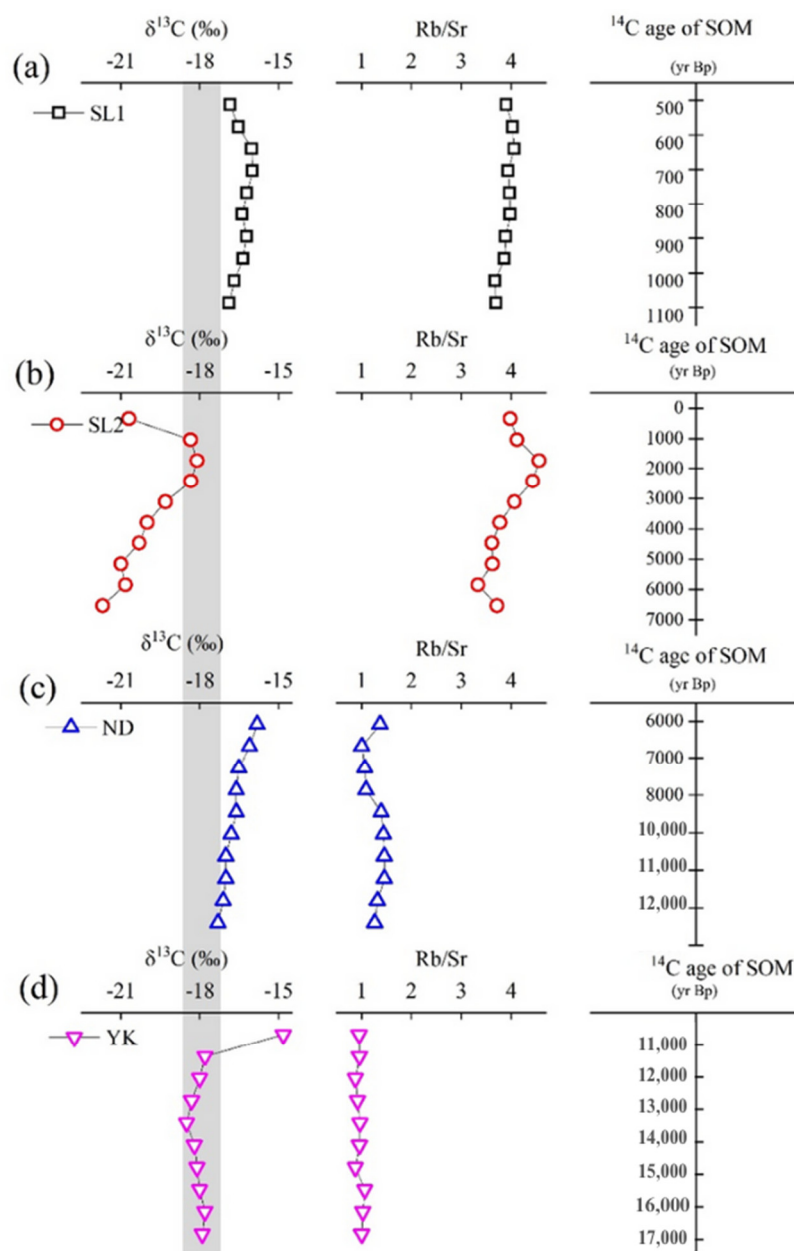 δ¹³C (‰) Rb/Sr ¹⁴C age of SOM
(yr Bp)
(a) -21 -18 -15 1 2 3 4
SL1
500
600
700
800
900
1000
1100
δ¹³C (‰) Rb/Sr ¹⁴C age of SOM
(b) -21 -18 -15 1 2 3 4 (yr Bp)
SL2
0
1000
2000
3000
4000
5000
6000
7000
δ¹³C (‰) Rb/Sr ¹⁴C age of SOM
(c) -21 -18 -15 1 2 3 4 (yr Bp)
ND
6000
7000
8000
10,000
11,000
12,000
δ¹³C (‰) Rb/Sr ¹⁴C age of SOM
(d) -21 -18 -15 1 2 3 4 (yr Bp)
YK
11,000
12,000
13,000
14,000
15,000
16,000
17,000